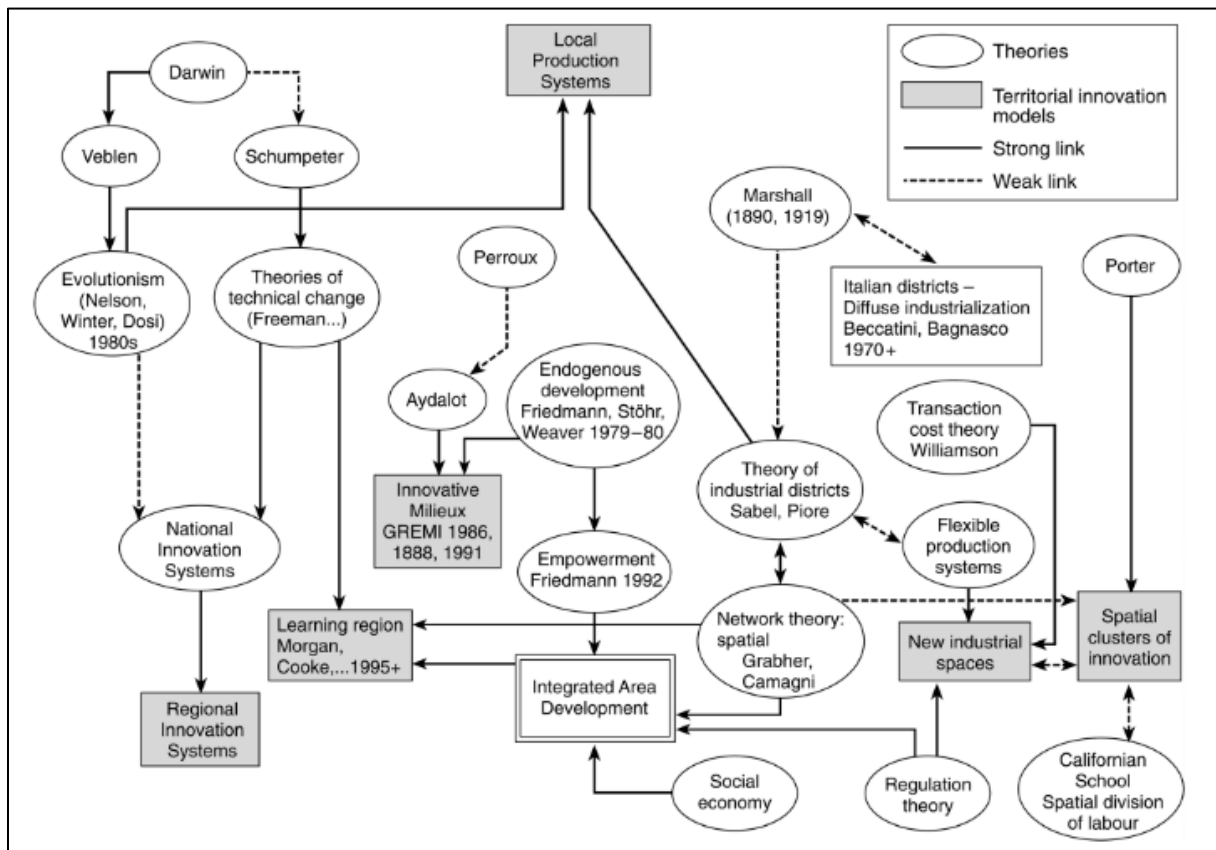 Local
Production
Systems
Theories
Territorial innovation
models
Strong link
Weak link
Darwin
Veblen
Schumpeter
Marshall
(1890, 1919)
Perroux
Porter
Evolutionism
(Nelson,
Winter, Dosi)
1980s
Theories of
technical change
(Freeman...)
Italian districts –
Diffuse industrialization
Beccatini, Bagnasco
1970+
Aydalot
Endogenous
development
Friedmann, Stöhr,
Weaver 1979–80
Transaction
cost theory
Williamson
Theory of
industrial districts
Sabel, Piore
Innovative
Milieux
GREMI 1986,
1888, 1991
National
Innovation
Systems
Flexible
production
systems
Empowerment
Friedmann 1992
Learning region
Morgan,
Cooke,...1995+
Network theory:
spatial
Grabher,
Camagni
New industrial
spaces
Spatial
clusters of
innovation
Integrated Area
Development
Regional
Innovation
Systems
Social
economy
Regulation
theory
Californian
School
Spatial division
of labour